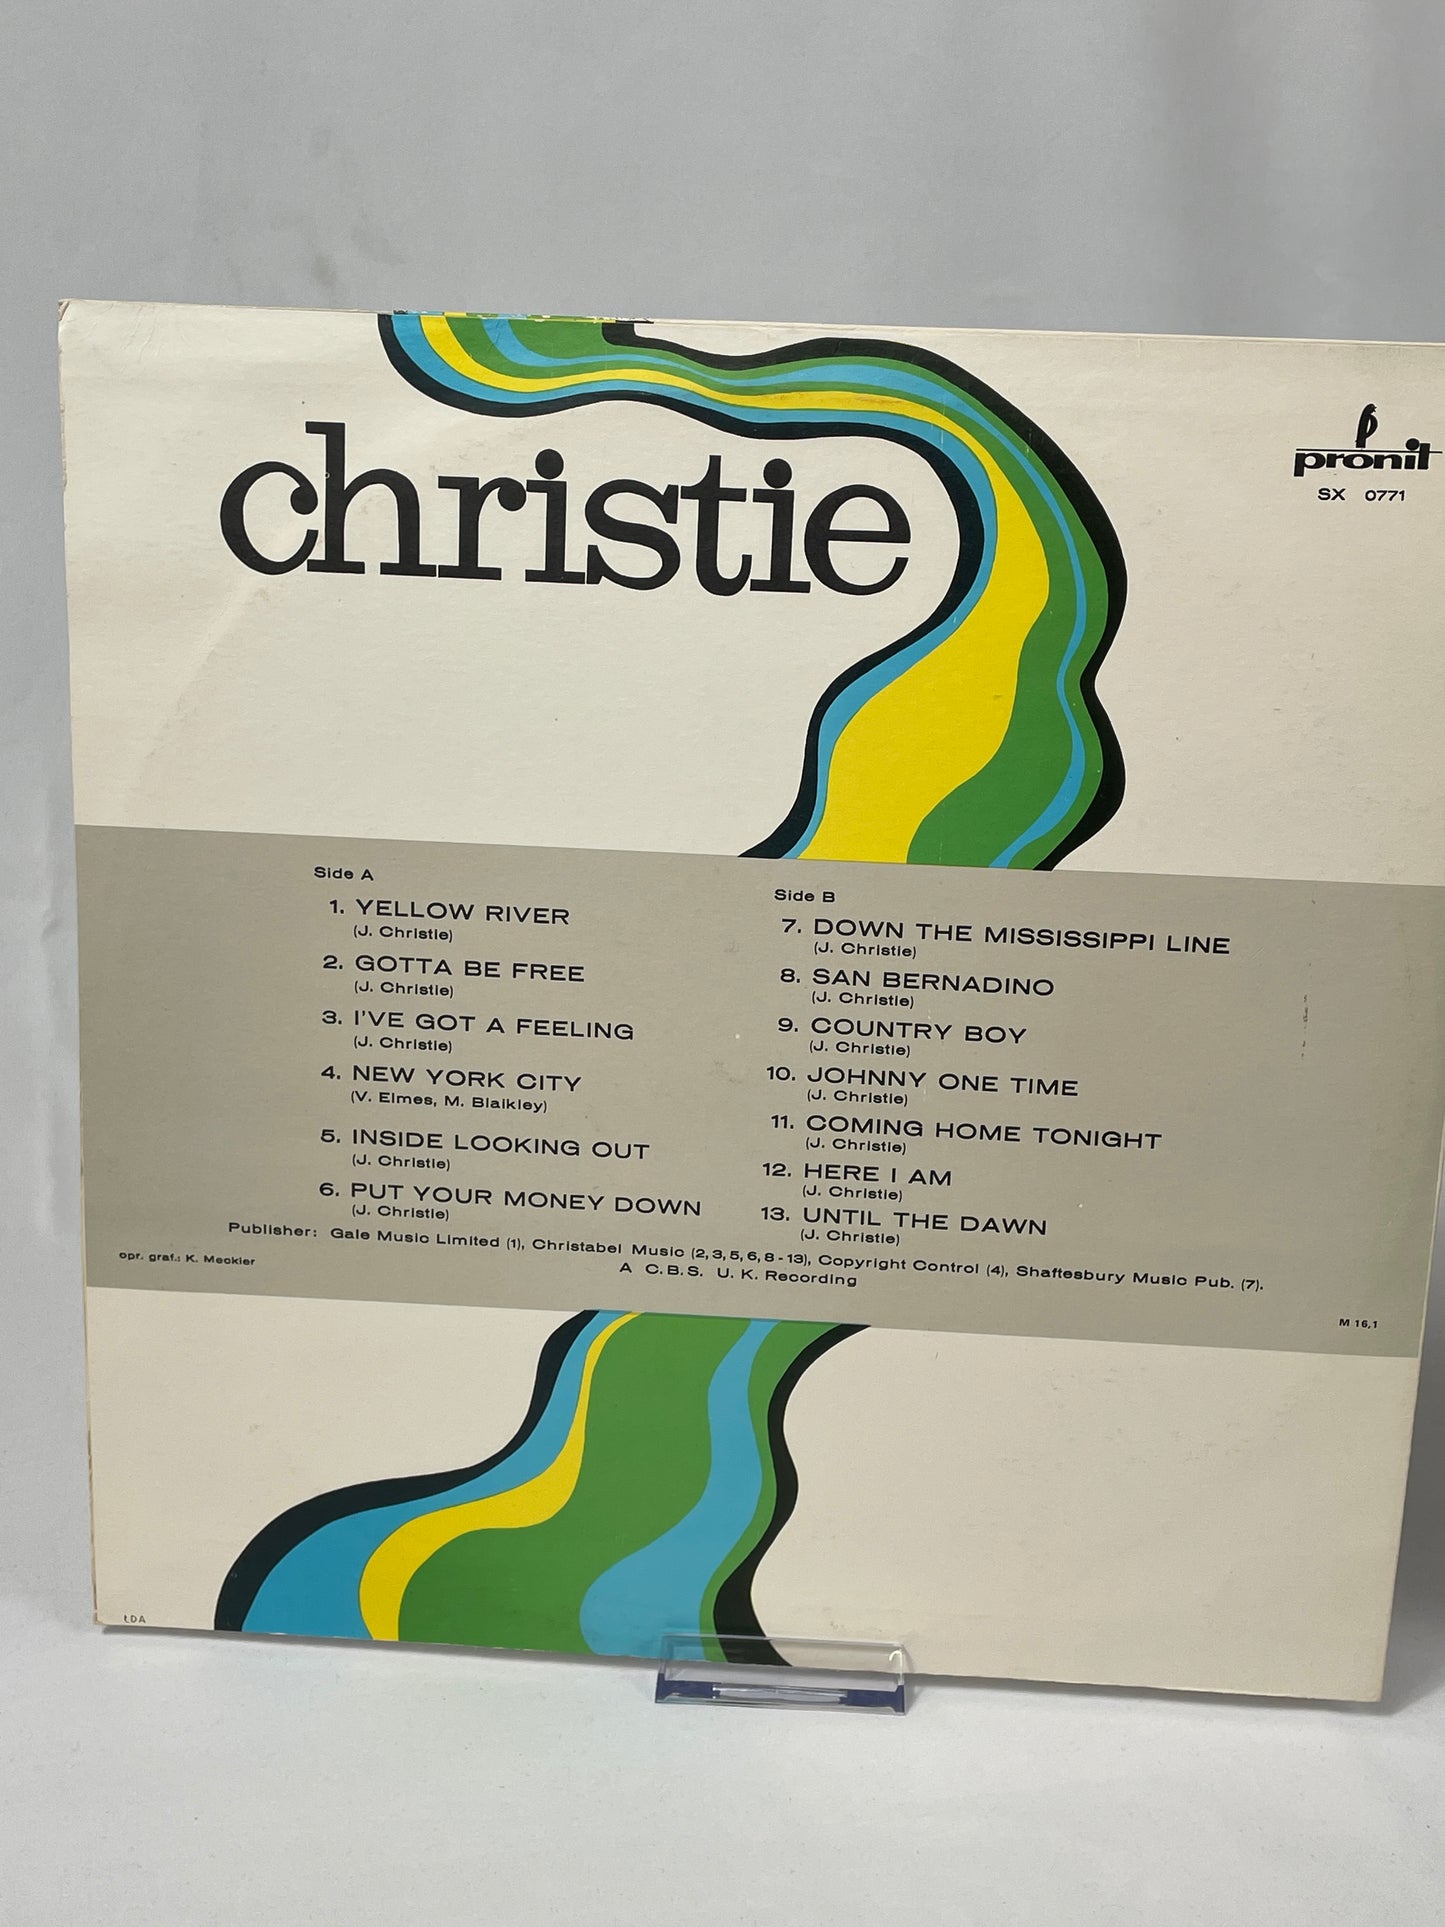 christie
pronit
SX 0771
Side A
1. YELLOW RIVER
(J. Christie)
2. GOTTA BE FREE
(J. Christie)
3. I'VE GOT A FEELING
(J. Christie)
4. NEW YORK CITY
(V. Elmes, M. Blaikley)
5. INSIDE LOOKING OUT
(J. Christie)
6. PUT YOUR MONEY DOWN
(J. Christie)
Side B
7. DOWN THE MISSISSIPPI LINE
(J. Christie)
8. SAN BERNADINO
(J. Christie)
9. COUNTRY BOY
(J. Christie)
10. JOHNNY ONE TIME
(J. Christie)
11. COMING HOME TONIGHT
(J. Christie)
12. HERE I AM
(J. Christie)
13. UNTIL THE DAWN
(J. Christie)
Publisher: Gale Music Limited (1), Christabel Music (2, 3, 5, 6, 8 - 13), Copyright Control (4), Shaftesbury Music Pub. (7).
opr. graf.: K. Meckier
A C.B.S. U. K. Recording
M 16,1
ŁDA